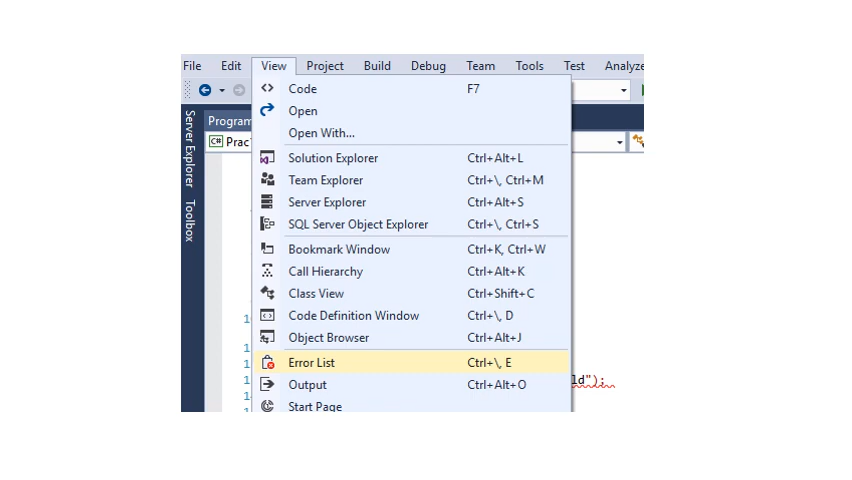 File Edit View Project Build Debug Team Tools Test Analyze
Code F7
Open
Open With...
Solution Explorer Ctrl+Alt+L
Team Explorer Ctrl+\, Ctrl+M
Server Explorer Ctrl+Alt+S
SQL Server Object Explorer Ctrl+\, Ctrl+S
Bookmark Window Ctrl+K, Ctrl+W
Call Hierarchy Ctrl+Alt+K
Class View Ctrl+Shift+C
Code Definition Window Ctrl+\, D
Object Browser Ctrl+Alt+J
Error List Ctrl+\, E
Output Ctrl+Alt+O
Start Page
Server Explorer
Toolbox
Program
C# Prac
ld");